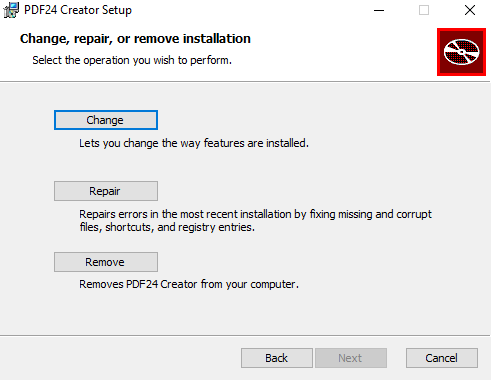 PDF24 Creator Setup
Change, repair, or remove installation
Select the operation you wish to perform.
Change
Lets you change the way features are installed.
Repair
Repairs errors in the most recent installation by fixing missing and corrupt
files, shortcuts, and registry entries.
Remove
Removes PDF24 Creator from your computer.
Back Next Cancel